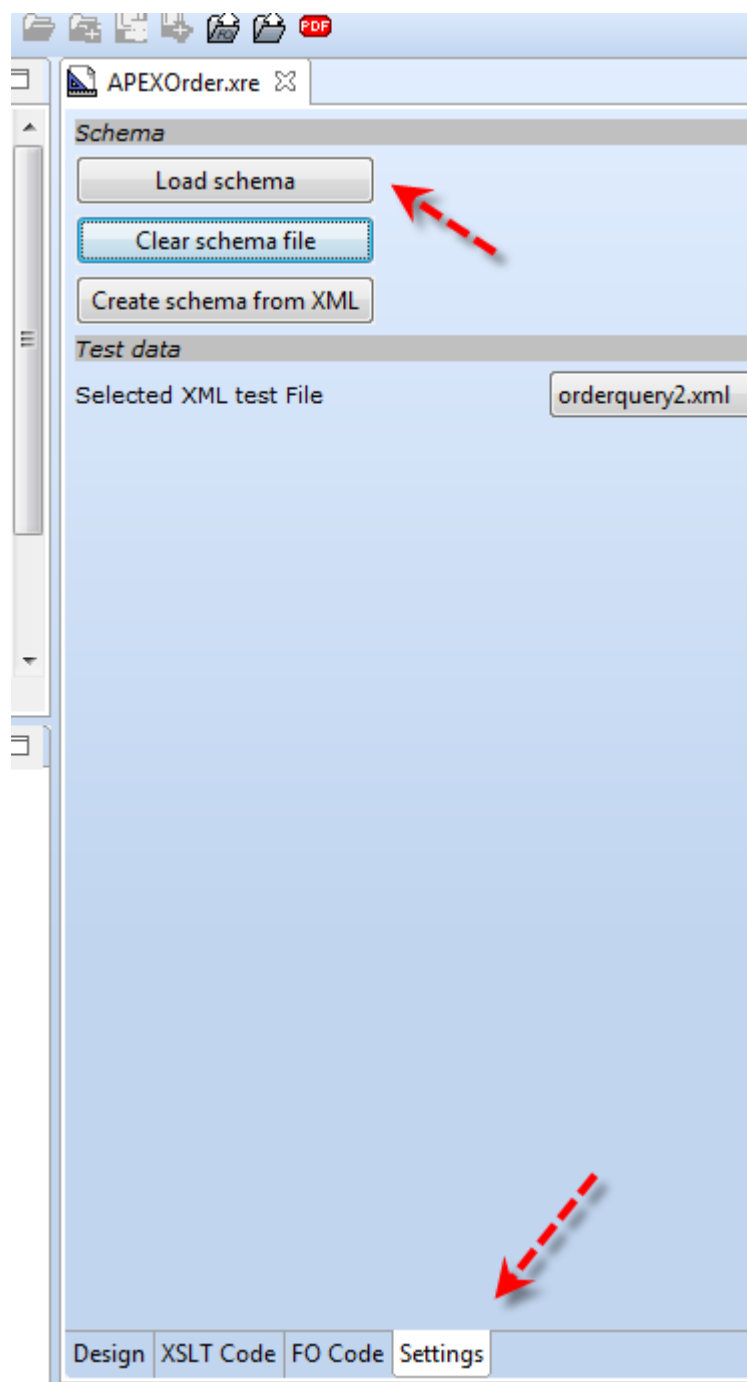 PDF
APEXOrder.xre
Schema
Load schema
Clear schema file
Create schema from XML
Test data
Selected XML test File orderquery2.xml
Design XSLT Code FO Code Settings